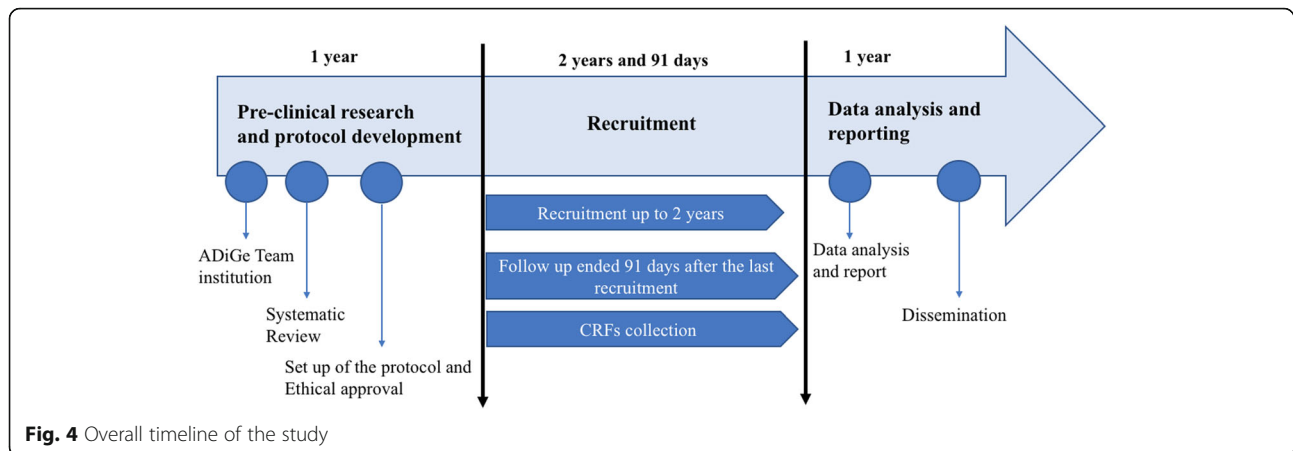 1 year
2 years and 91 days
1 year
Pre-clinical research
and protocol development
Recruitment
Data analysis and
reporting
Recruitment up to 2 years
ADiGe Team
institution
Follow up ended 91 days after the last
recruitment
Data analysis
and report
Systematic
Review
CRFs collection
Dissemination
Set up of the protocol and
Ethical approval
Fig. 4 Overall timeline of the study